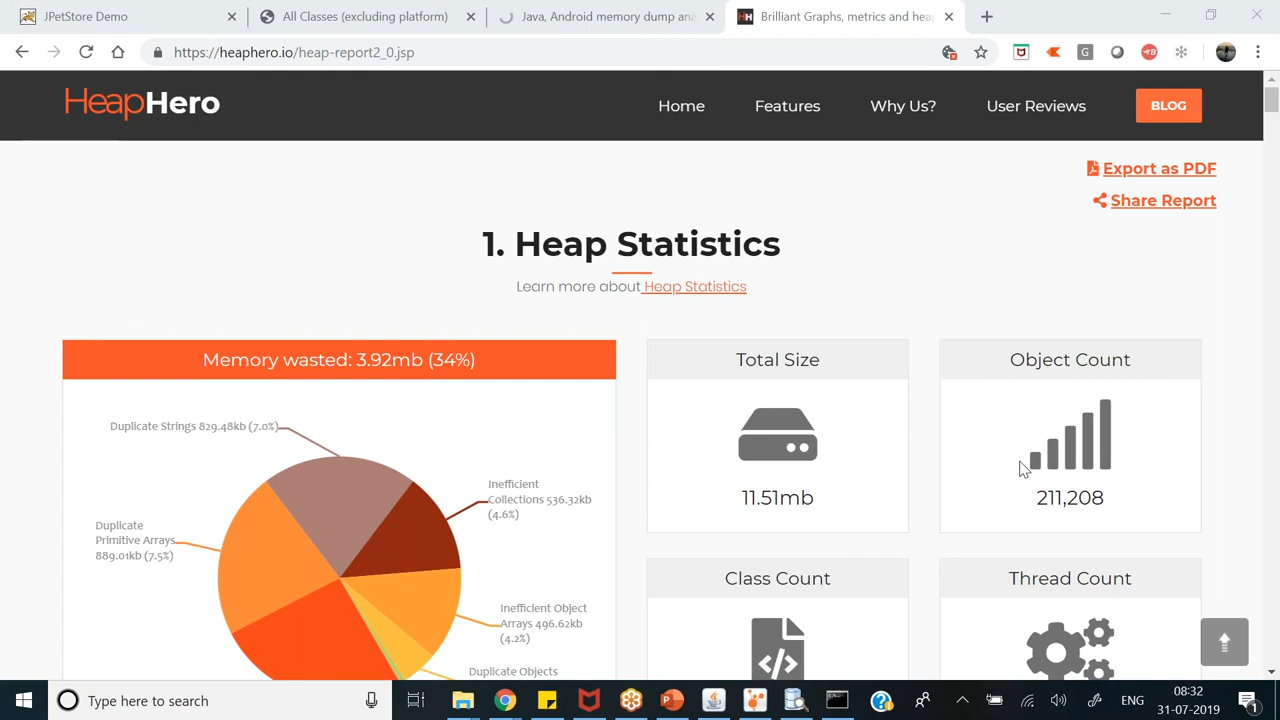 JPetStore Demo
All Classes (excluding platform)
Java, Android memory dump ana
Brilliant Graphs, metrics and heap
https://heaphero.io/heap-report2_0.jsp
HeapHero
Home
Features
Why Us?
User Reviews
BLOG
Export as PDF
Share Report
1. Heap Statistics
Learn more about Heap Statistics
Memory wasted: 3.92mb (34%)
Duplicate Strings 829.48kb (7.0%)
Inefficient
Collections 536.32kb
(4.6%)
Duplicate
Primitive Arrays
889.01kb (7.5%)
Inefficient Object
Arrays 496.62kb
(4.2%)
Duplicate Objects
Total Size
11.51mb
Object Count
211,208
Class Count
Thread Count
Type here to search
ENG
08:32
31-07-2019
1